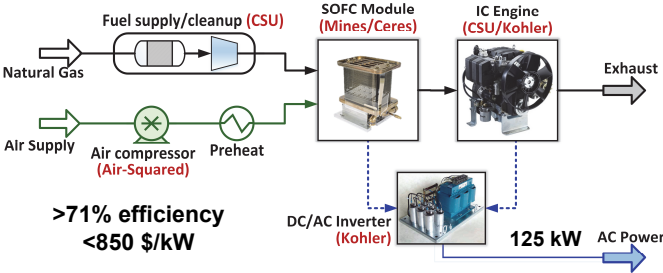 Fuel supply/cleanup (CSU)
SOFC Module
(Mines/Ceres)
IC Engine
(CSU/Kohler)
Natural Gas
Exhaust
Air Supply
Air compressor
(Air-Squared)
Preheat
>71% efficiency
<850 $/kW
DC/AC Inverter
(Kohler)
125 kW
AC Power